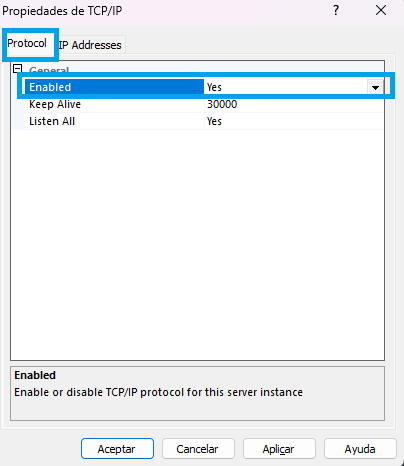 Propiedades de TCP/IP
Protocol IP Addresses
General
Enabled Yes
Keep Alive 30000
Listen All Yes
Enabled
Enable or disable TCP/IP protocol for this server instance
Aceptar Cancelar Aplicar Ayuda